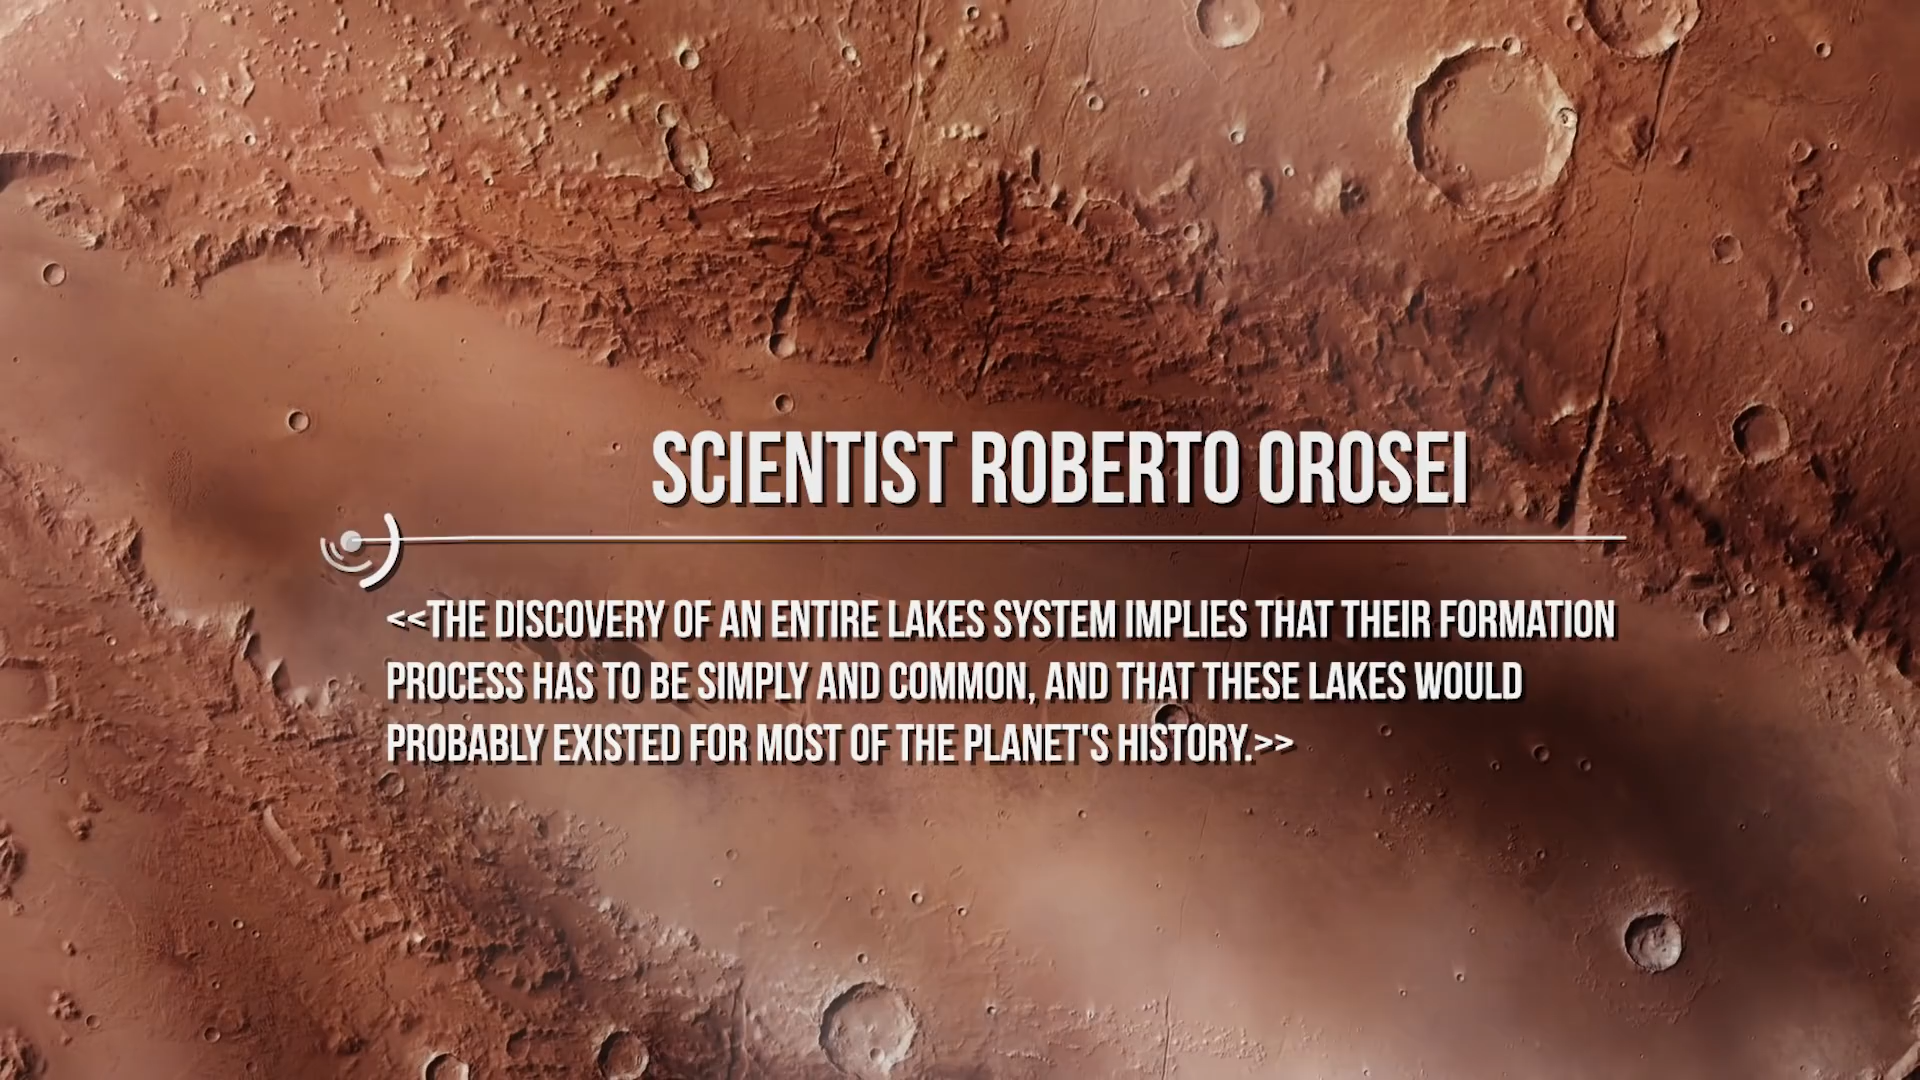 SCIENTIST ROBERTO OROSEI
<<THE DISCOVERY OF AN ENTIRE LAKES SYSTEM IMPLIES THAT THEIR FORMATION
PROCESS HAS TO BE SIMPLY AND COMMON, AND THAT THESE LAKES WOULD
PROBABLY EXISTED FOR MOST OF THE PLANET'S HISTORY.>>